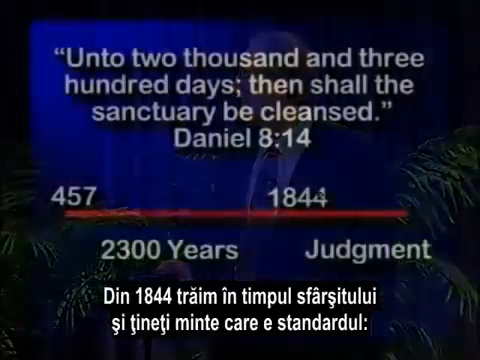 “Unto two thousand and three
hundred days; then shall the
sanctuary be cleansed.”
Daniel 8:14
457 1844
2300 Years Judgment
Din 1844 trăim în timpul sfârşitului
şi ţineţi minte care e standardul: